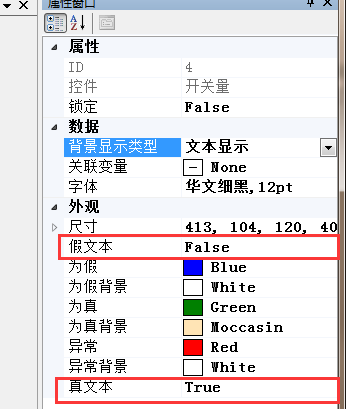 属性窗口
属性
ID 4
控件 开关量
锁定 False
数据
背景显示类型 文本显示
关联变量 None
字体 华文细黑, 12pt
外观
尺寸 413, 104, 120, 40
假文本 False
为假 Blue
为假背景 White
为真 Green
为真背景 Moccasin
异常 Red
异常背景 White
真文本 True